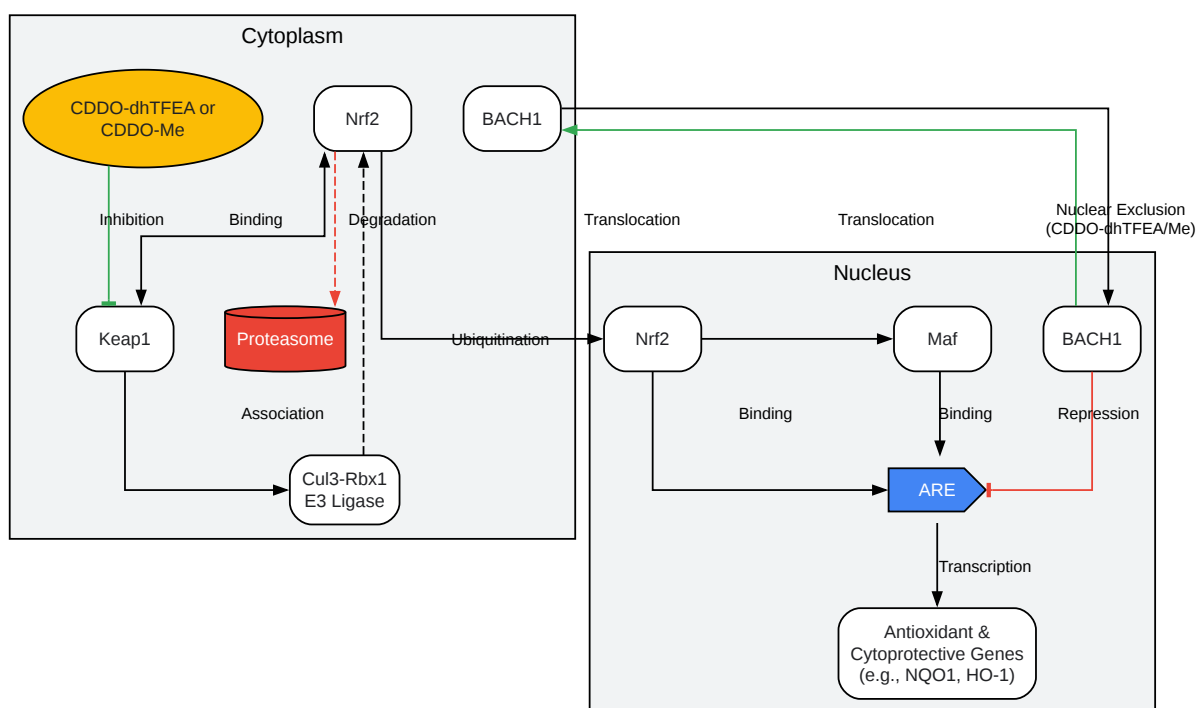 Cytoplasm
CDDO-dhTFEA or
CDDO-Me
Nrf2
BACH1
Inhibition
Binding
Degradation
Translocation
Translocation
Nuclear Exclusion
(CDDO-dhTFEA/Me)
Nucleus
Keap1
Proteasome
Ubiquitination
Nrf2
Maf
BACH1
Association
Binding
Binding
Repression
Cul3-Rbx1
E3 Ligase
ARE
Transcription
Antioxidant &
Cytoprotective Genes
(e.g., NQO1, HO-1)